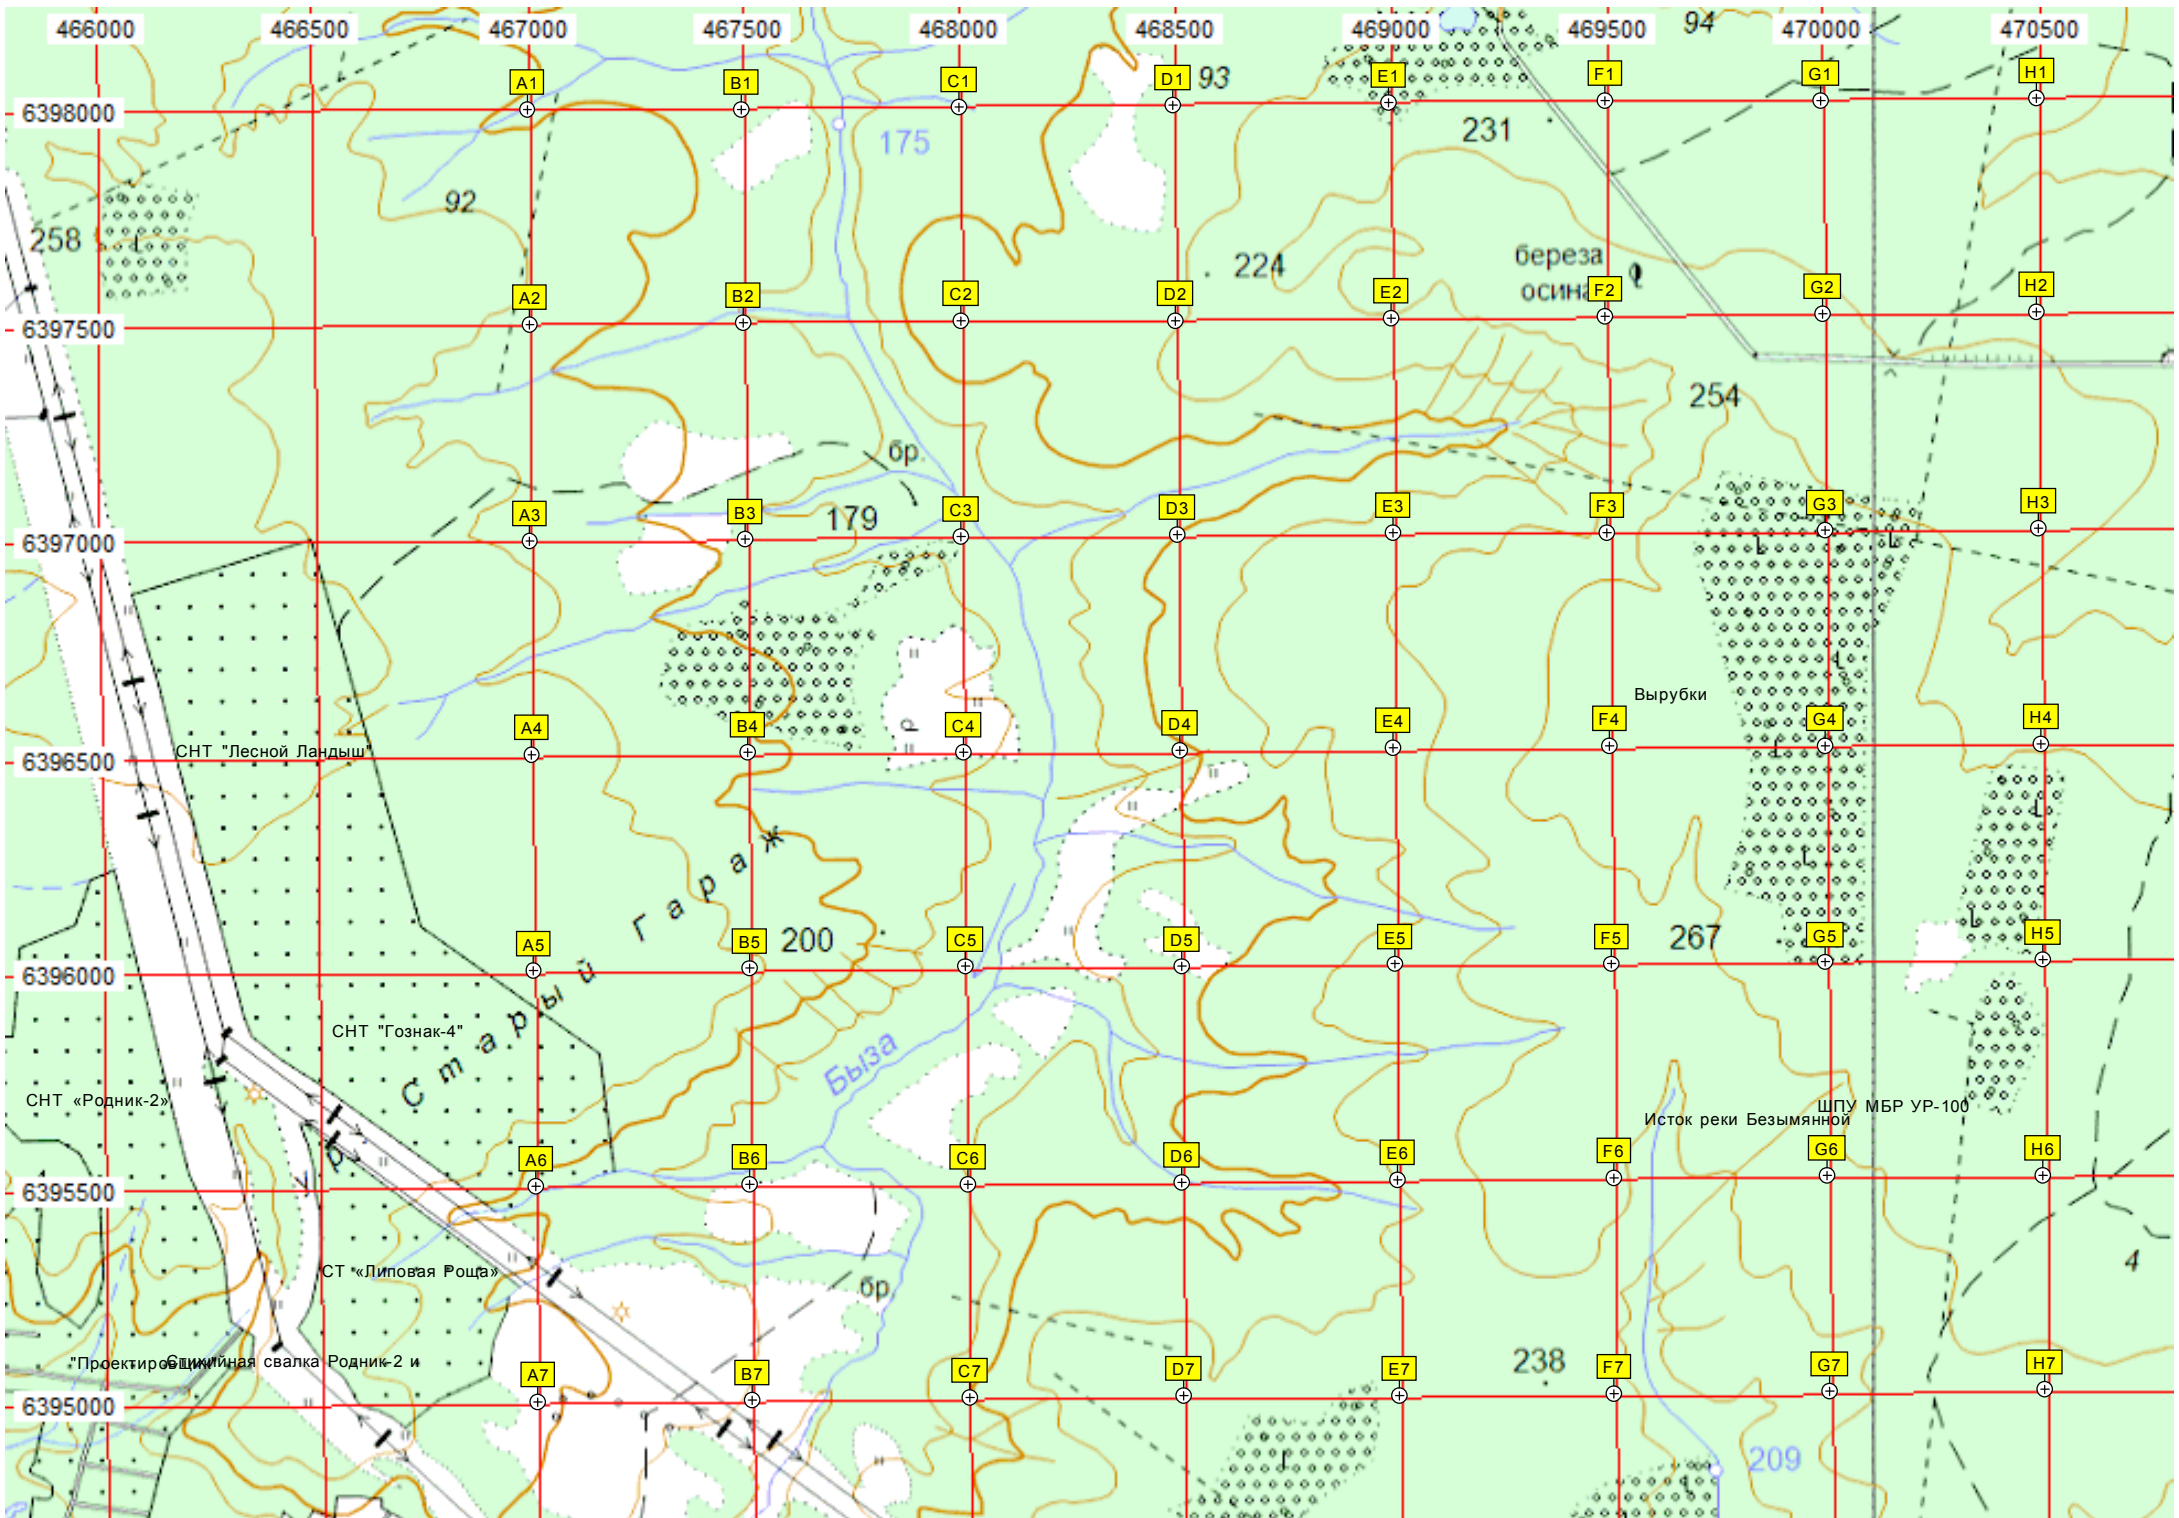 466000 466500 467000 467500 468000 468500 469000 469500 94 470000 470500
A1 B1 C1 D1 93 E1 F1 G1 H1
6398000
175 231
92
258 224 береза
осина
A2 B2 C2 D2 E2 F2 G2 H2
6397500
254
бр.
A3 B3 179 C3 D3 E3 F3 G3 H3
6397000
Вырубки
р
A4 B4 C4 D4 E4 F4 G4 H4
СНТ "Лесной Ландыш"
6396500
Старый Гараж
A5 B5 200 C5 D5 E5 F5 267 G5 H5
6396000
СНТ "Гознак-4"
Быза
СНТ «Родник-2»
ШПУ МБР УР-100
Исток реки Безымянной
р
A6 B6 C6 D6 E6 F6 G6 H6
6395500
4
СТ «Липовая Роща»
бр
"Проектировщик" Стихийная свалка Родник-2 и
238
A7 B7 C7 D7 E7 F7 G7 H7
6395000
209